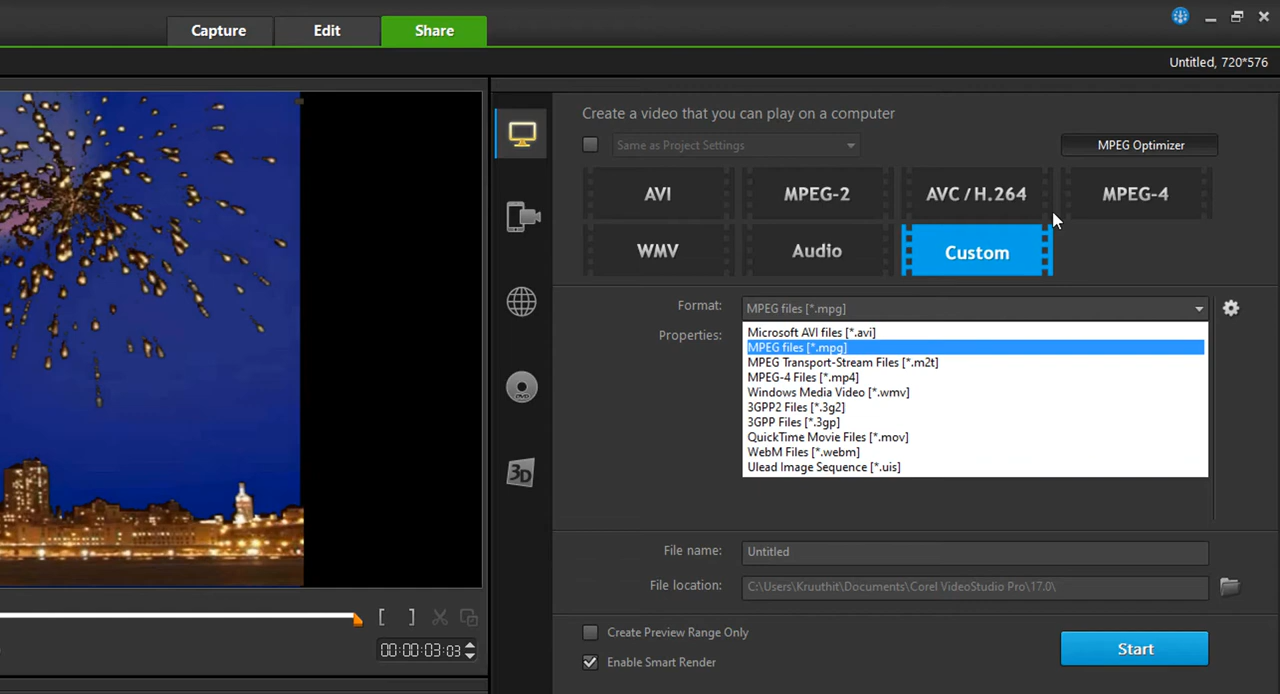 Capture
Edit
Share
Untitled, 720*576
Create a video that you can play on a computer
Same as Project Settings
MPEG Optimizer
AVI
MPEG-2
AVC / H.264
MPEG-4
WMV
Audio
Custom
Format:
MPEG files [*.mpg]
Properties:
Microsoft AVI files [*.avi]
MPEG files [*.mpg]
MPEG Transport-Stream Files [*.m2t]
MPEG-4 Files [*.mp4]
Windows Media Video [*.wmv]
3GPP2 Files [*.3g2]
3GPP Files [*.3gp]
QuickTime Movie Files [*.mov]
WebM Files [*.webm]
Ulead Image Sequence [*.uis]
DVD
3D
File name:
Untitled
File location:
C:\Users\Kruuthit\Documents\Corel VideoStudio Pro\17.0\
[ ]
00:00:03:03
Create Preview Range Only
Enable Smart Render
Start